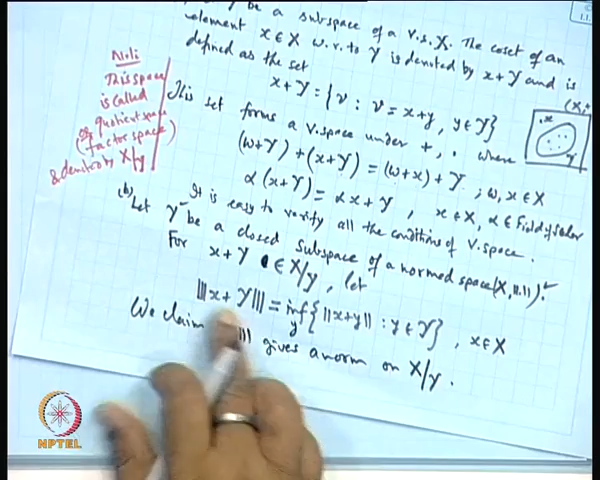 Y be a subspace of a V.S. X. The coset of an
element x ∈ X w.r. to Y is denoted by x + Y and is
defined as the set
x + Y = {v : v = x+y, y ∈ Y}
This set forms a V.space under +, . where
(w+Y) + (x+Y) = (w+x) + Y ; w, x ∈ X
α (x+Y) = αx + Y , x ∈ X, α ∈ Field of Scalar
It is easy to verify all the conditions of V.space.
Note
This space
is called
quotient space
or
(factor space)
& denoted by X/Y
.x
Y
(b) Let Y be a closed subspace of a normed space (X, ||.||).
For x + Y ∈ X/Y, let
|||x + Y||| = inf {||x+y|| : y ∈ Y} , x ∈ X
y
We claim gives a norm on X/Y.
NPTEL